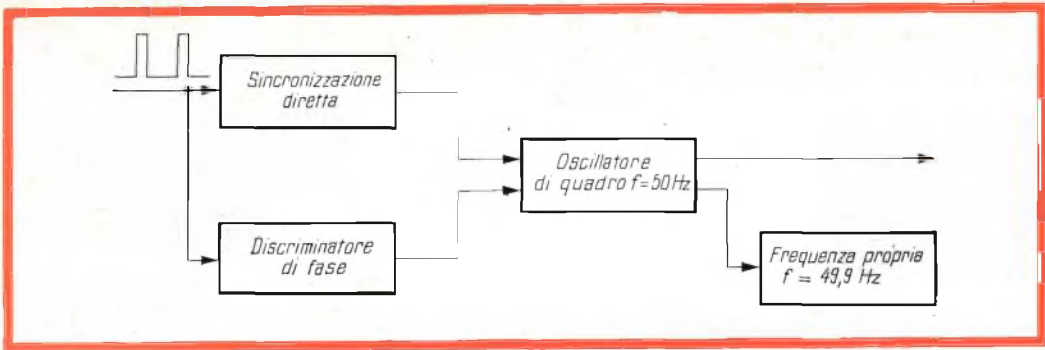 Sincronizzazione
diretta
Oscillatore
di quadro f=50Hz
Discriminatore
di fase
Frequenza propria
f = 49,9 Hz